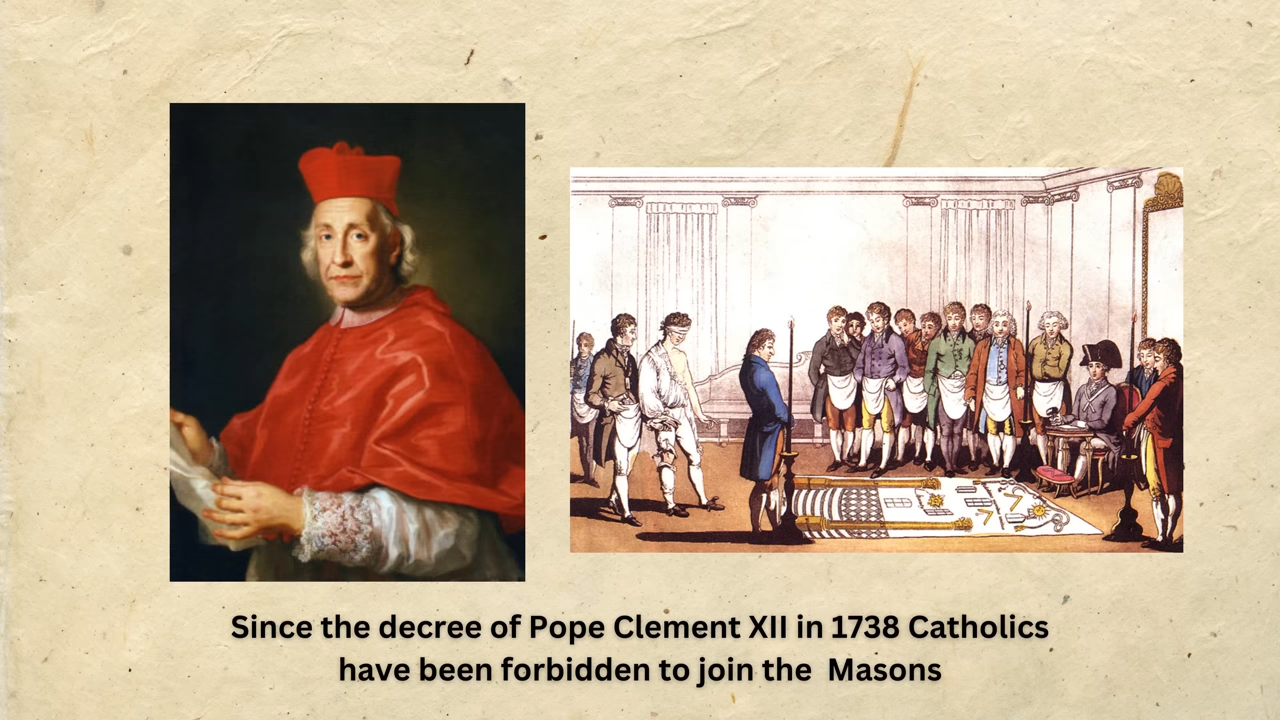 Since the decree of Pope Clement XII in 1738 Catholics
have been forbidden to join the  Masons